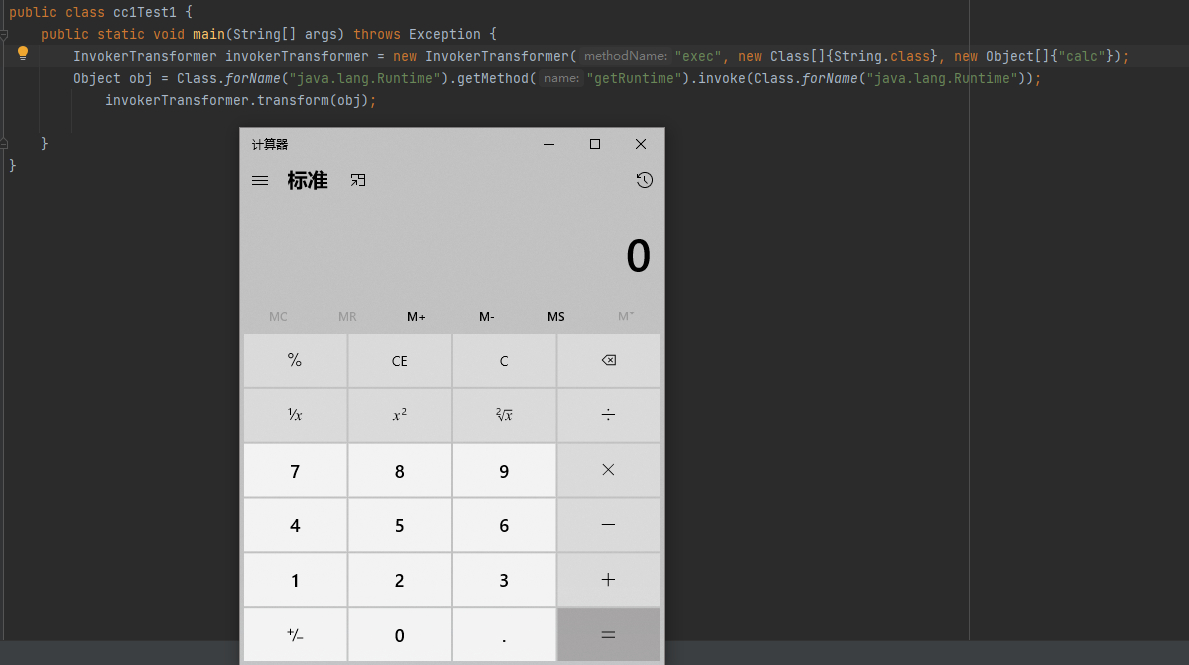 public class cc1Test1 {
public static void main(String[] args) throws Exception {
InvokerTransformer invokerTransformer = new InvokerTransformer( methodName: "exec", new Class[]{String.class}, new Object[]{"calc"});
Object obj = Class.forName("java.lang.Runtime").getMethod( name: "getRuntime").invoke(Class.forName("java.lang.Runtime"));
invokerTransformer.transform(obj);
}
}
计算器
标准
0
MC MR M+ M- MS M˅
% CE C
¹/x x² ²√x ÷
7 8 9 ×
4 5 6 −
1 2 3 +
+/− 0 . =